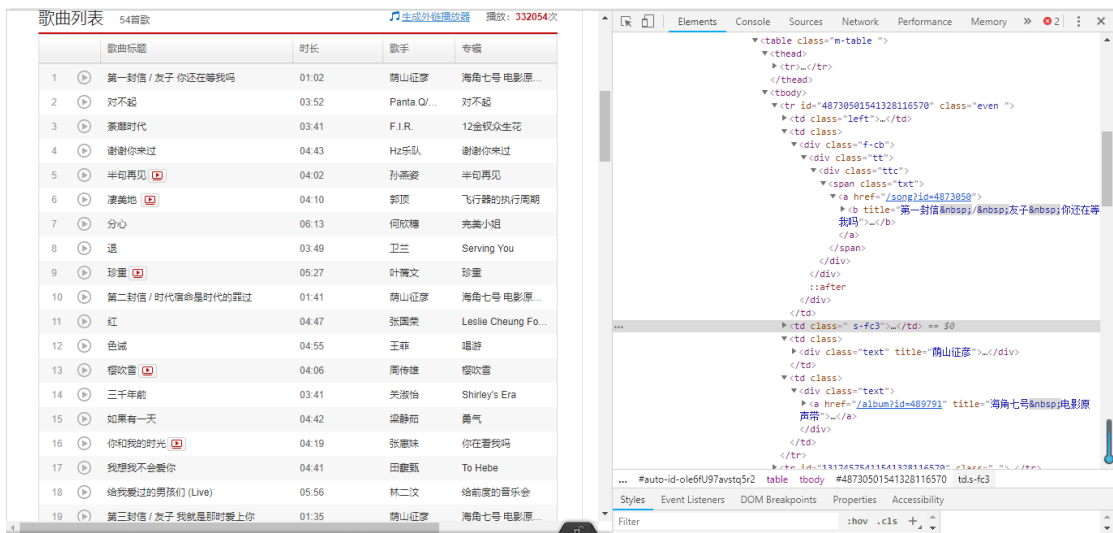 歌曲列表 54首歌 生成外链播放器 播放：332054次
歌曲标题 时长 歌手 专辑
1 第一封信 / 友子 你还在等我吗 01:02 荫山征彦 海角七号 电影原...
2 对不起 03:52 Panta.Q/... 对不起
3 荼靡时代 03:41 F.I.R. 12金钗众生花
4 谢谢你来过 04:43 Hz乐队 谢谢你来过
5 半句再见 04:02 孙燕姿 半句再见
6 凄美地 04:10 郭顶 飞行器的执行周期
7 分心 06:13 何欣穗 完美小姐
8 退 03:49 卫兰 Serving You
9 珍重 05:27 叶蒨文 珍重
10 第二封信 / 时代宿命是时代的罪过 01:41 荫山征彦 海角七号 电影原...
11 红 04:47 张国荣 Leslie Cheung Fo...
12 色诫 04:55 王菲 唱游
13 樱吹雪 04:06 周传雄 樱吹雪
14 三千年前 03:41 关淑怡 Shirley's Era
15 如果有一天 04:42 梁静茹 勇气
16 你和我的时光 04:19 张惠妹 你在看我吗
17 我想我不会爱你 04:41 田馥甄 To Hebe
18 给我爱过的男孩们 (Live) 05:56 林二汶 给前度的音乐会
19 第三封信 / 友子 我就是那时爱上你 01:35 荫山征彦 海角七号 电影原...
Elements Console Sources Network Performance Memory » 2
<table class="m-table ">
<thead>
<tr>…</tr>
</thead>
<tbody>
<tr id="48730501541328116570" class="even ">
<td class="left">…</td>
<td class>
<div class="f-cb">
<div class="tt">
<div class="ttc">
<span class="txt">
<a href="/song?id=4873050">
<b title="第一封信&nbsp;/&nbsp;友子&nbsp;你还在等
我吗">…</b>
</a>
</span>
</div>
</div>
::after
</div>
</td>
... <td class=" s-fc3">…</td> == $0
<td class>
<div class="text" title="荫山征彦">…</div>
</td>
<td class>
<div class="text">
<a href="/album?id=489791" title="海角七号&nbsp;电影原
声带">…</a>
</div>
</td>
</tr>
<tr id="13174575411541328116570" class=" ">…</tr>
... #auto-id-ole6fU97avstq5r2 table tbody #48730501541328116570 td.s-fc3
Styles Event Listeners DOM Breakpoints Properties Accessibility
Filter :hov .cls +